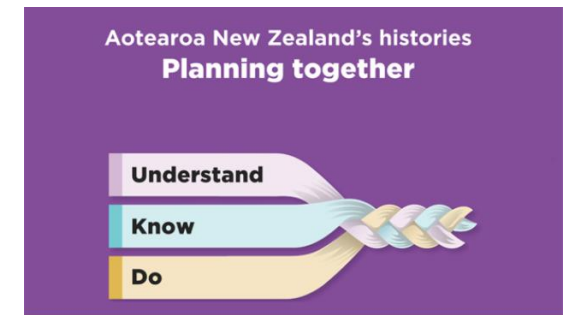 Aotearoa New Zealand's histories
Planning together
Understand
Know
Do